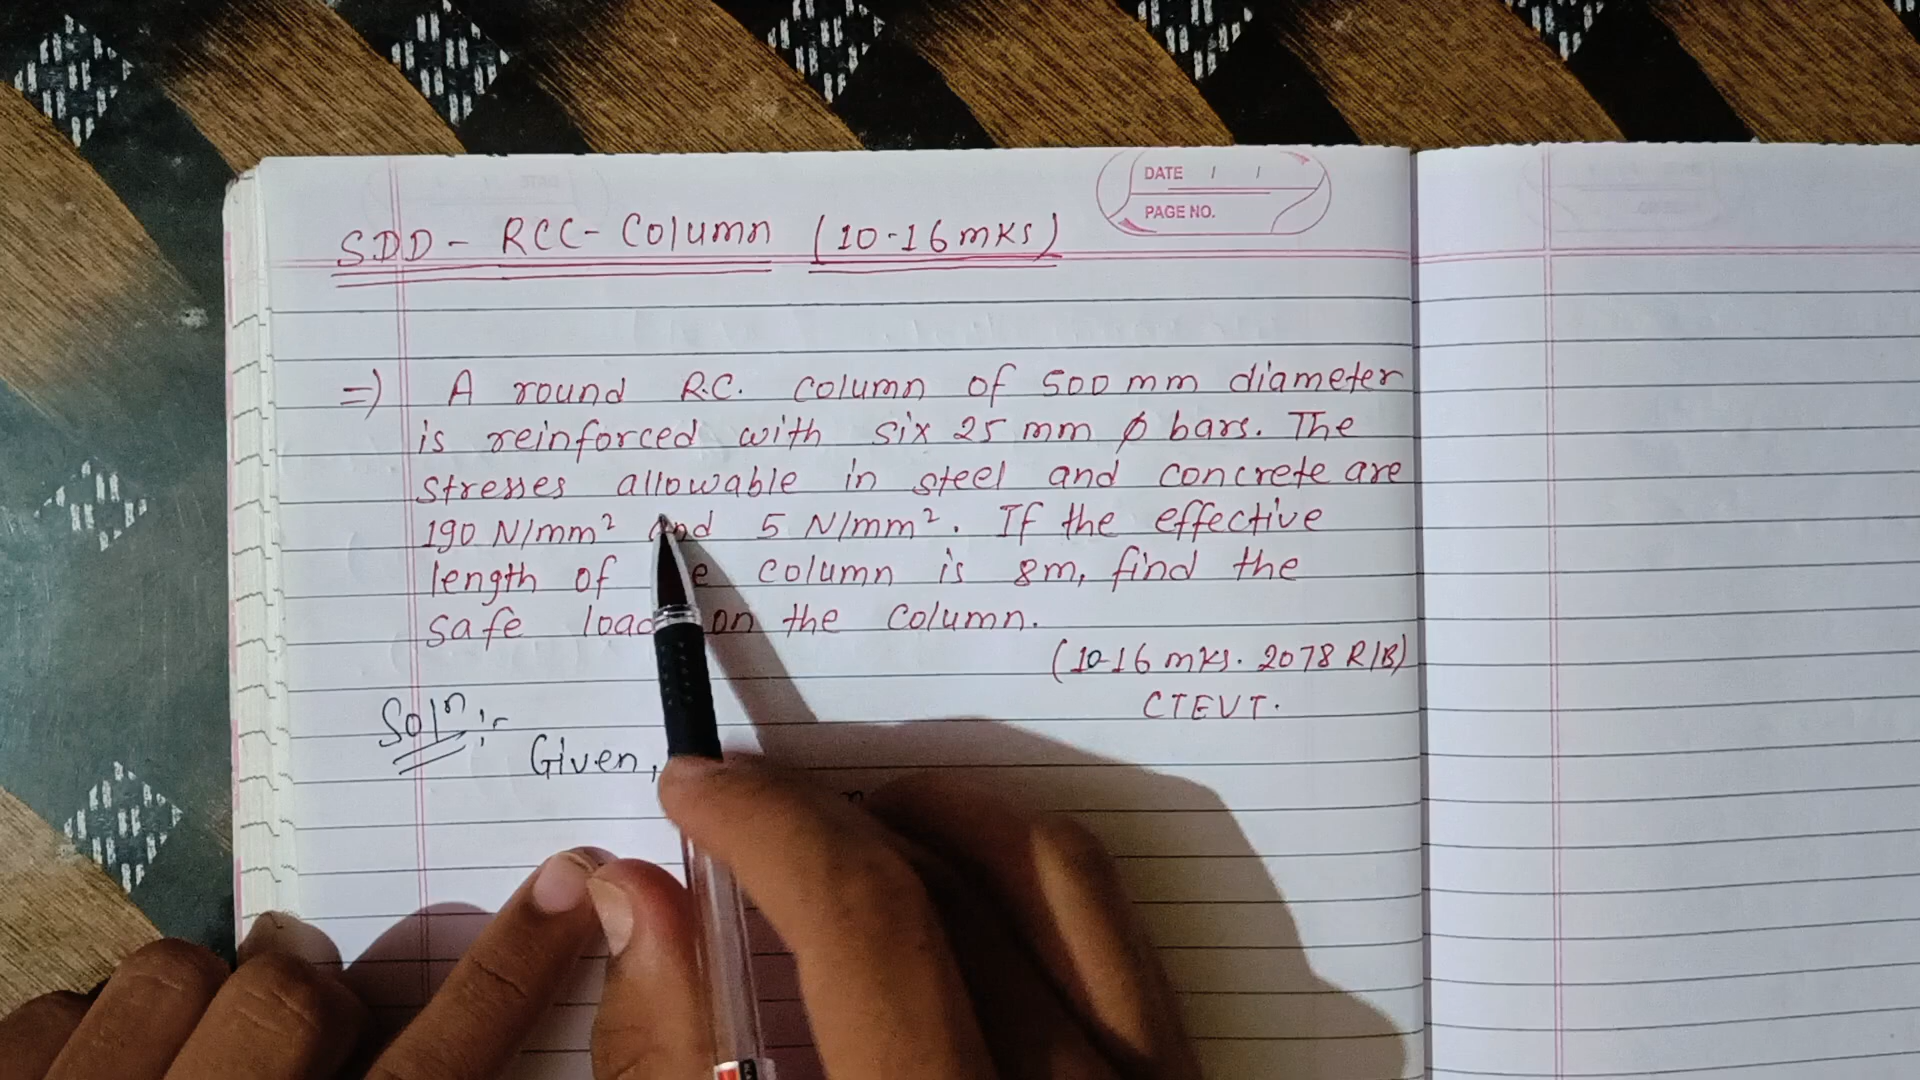 DATE / /
PAGE NO.
SDD - RCC - Column (10-16 mks)
=) A round R.C. column of 500 mm diameter
is reinforced with six 25 mm ϕ bars. The
stresses allowable in steel and concrete are
190 N/mm² and 5 N/mm². If the effective
length of column is 8m, find the
safe load on the column.
(10-16 mks. 2078 R/B)
CTEVT.
Solⁿ:-
Given,